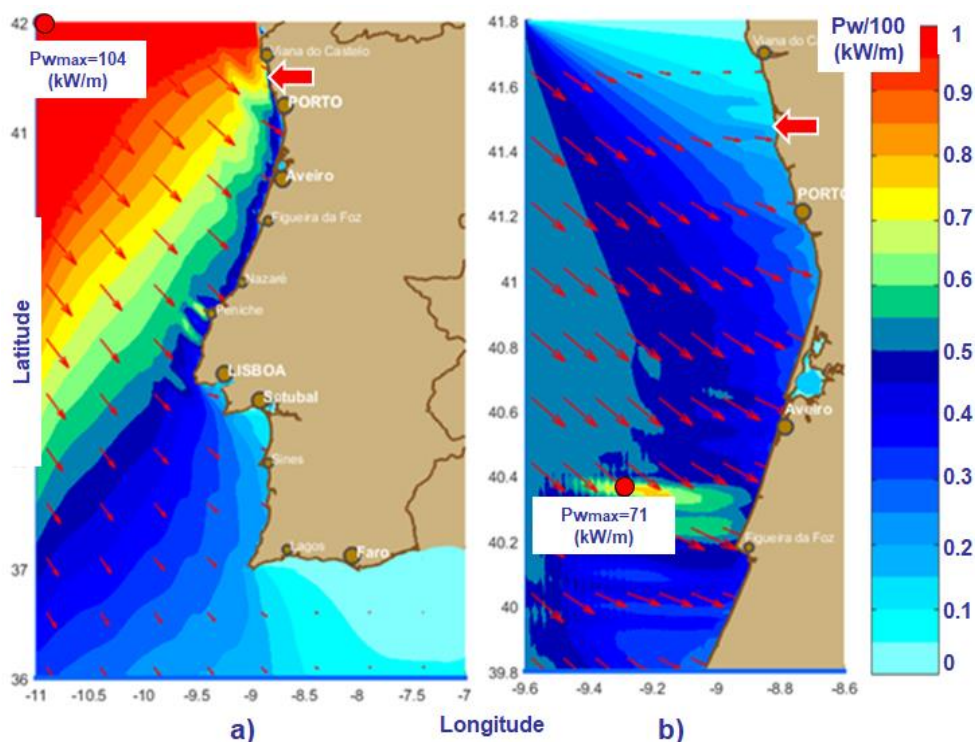 42
41
37
36
Latitude
-11
-10.5
-10
-9.5
-9
-8.5
-8
-7.5
-7
Pwmax=104
(kW/m)
Viana do Castelo
PORTO
Aveiro
Figueira da Foz
Nazaré
Peniche
LISBOA
Setubal
Sines
Lagos
Faro
a)
Longitude
41.8
41.6
41.4
41.2
41
40.8
40.6
40.4
40.2
40
39.8
-9.6
-9.4
-9.2
-9
-8.8
-8.6
Viana do C
PORTO
Aveiro
Figueira da Foz
Pwmax=71
(kW/m)
b)
Pw/100
(kW/m)
1
0.9
0.8
0.7
0.6
0.5
0.4
0.3
0.2
0.1
0